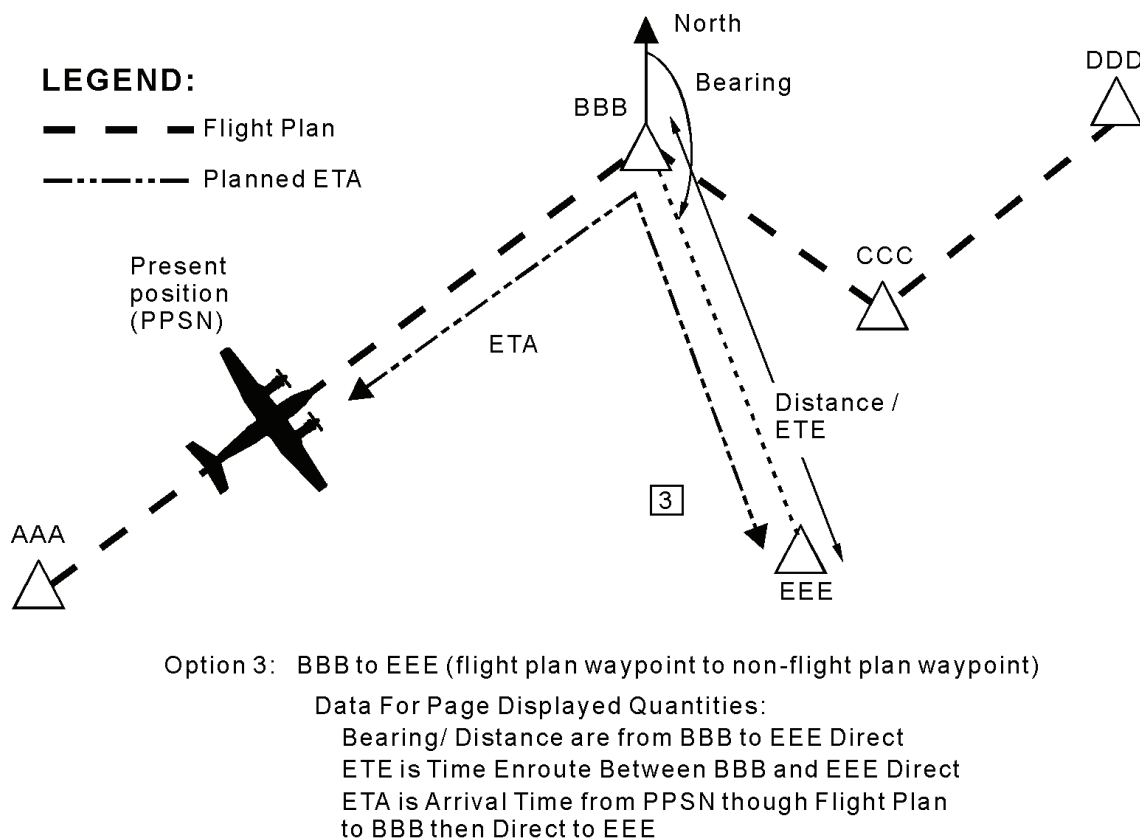 North
DDD
LEGEND:
Bearing
BBB
Flight Plan
Planned ETA
CCC
Present
position
(PPSN)
ETA
Distance /
ETE
3
AAA
EEE
Option 3: BBB to EEE (flight plan waypoint to non-flight plan waypoint)
Data For Page Displayed Quantities:
Bearing/ Distance are from BBB to EEE Direct
ETE is Time Enroute Between BBB and EEE Direct
ETA is Arrival Time from PPSN though Flight Plan
to BBB then Direct to EEE